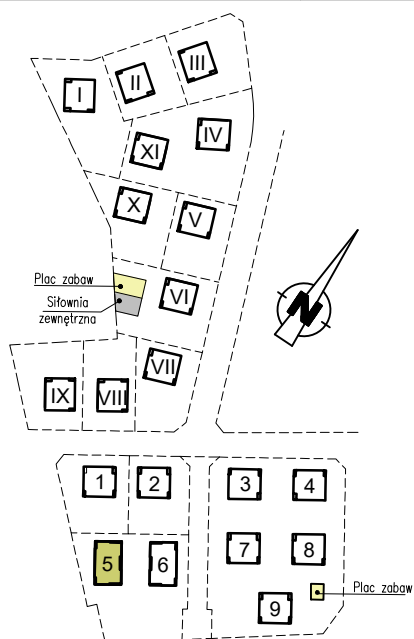 III
II
I
IV
XI
X
V
Plac zabaw
Siłownia
zewnętrzna
VI
VII
IX
VIII
N
1
2
3
4
5
6
7
8
Plac zabaw
9